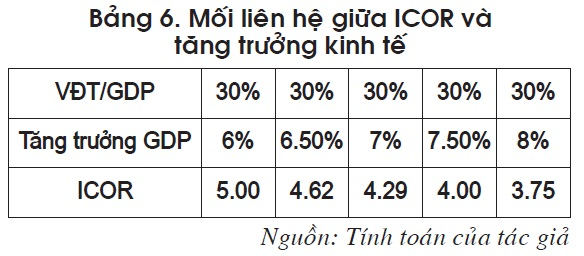 Bảng 6. Mối liên hệ giữa ICOR và
tăng trưởng kinh tế
VĐT/GDP 30% 30% 30% 30% 30%
Tăng trưởng GDP 6% 6.50% 7% 7.50% 8%
ICOR 5.00 4.62 4.29 4.00 3.75
Nguồn: Tính toán của tác giả